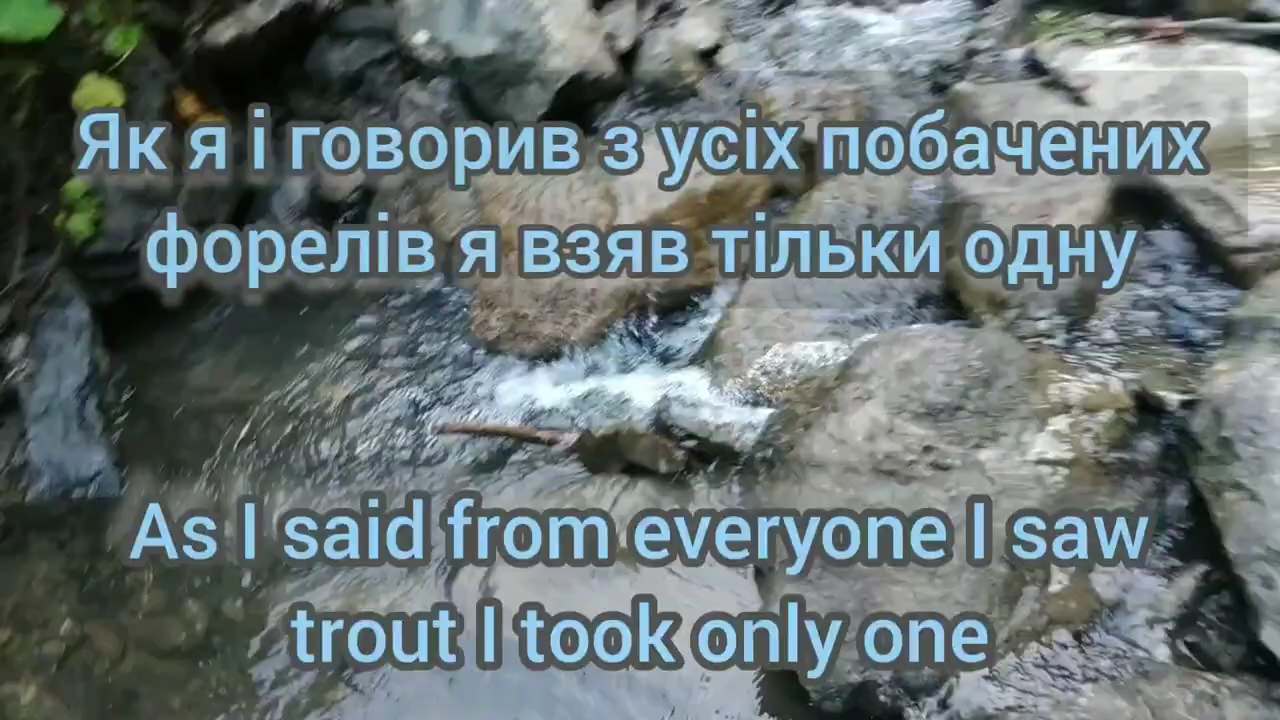 Як я і говорив з усіх побачених
форелів я взяв тільки одну
As I said from everyone I saw
trout I took only one